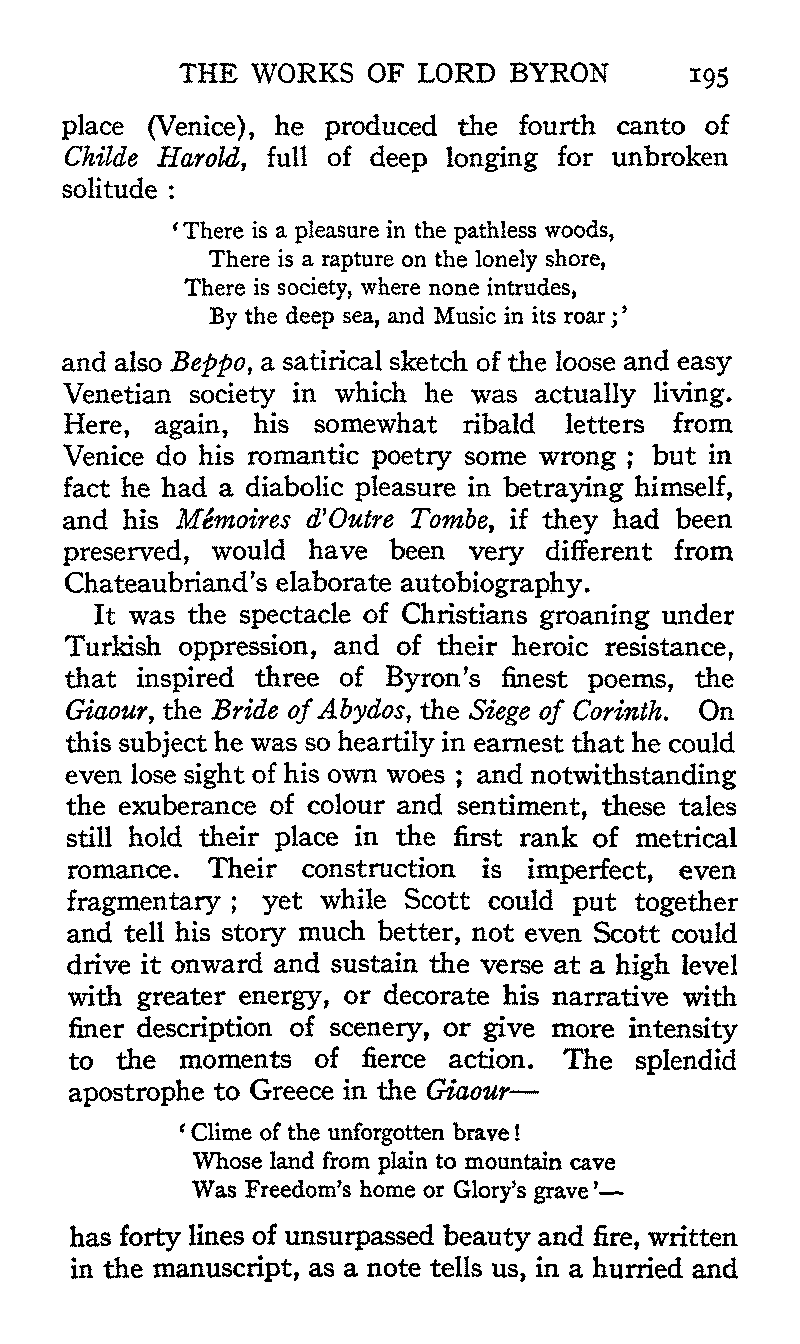 THE WORKS OF LORD BYRON 195
place (Venice), he produced the fourth canto of
Childe Harold, full of deep longing for unbroken
solitude :
‘There is a pleasure in the pathless woods,
There is a rapture on the lonely shore,
There is society, where none intrudes,
By the deep sea, and Music in its roar ;’
and also Beppo, a satirical sketch of the loose and easy
Venetian society in which he was actually living.
Here, again, his somewhat ribald letters from
Venice do his romantic poetry some wrong ; but in
fact he had a diabolic pleasure in betraying himself,
and his Mémoires d'Outre Tombe, if they had been
preserved, would have been very different from
Chateaubriand's elaborate autobiography.
It was the spectacle of Christians groaning under
Turkish oppression, and of their heroic resistance,
that inspired three of Byron's finest poems, the
Giaour, the Bride of Abydos, the Siege of Corinth. On
this subject he was so heartily in earnest that he could
even lose sight of his own woes ; and notwithstanding
the exuberance of colour and sentiment, these tales
still hold their place in the first rank of metrical
romance. Their construction is imperfect, even
fragmentary ; yet while Scott could put together
and tell his story much better, not even Scott could
drive it onward and sustain the verse at a high level
with greater energy, or decorate his narrative with
finer description of scenery, or give more intensity
to the moments of fierce action. The splendid
apostrophe to Greece in the Giaour—
‘Clime of the unforgotten brave!
Whose land from plain to mountain cave
Was Freedom's home or Glory's grave’—
has forty lines of unsurpassed beauty and fire, written
in the manuscript, as a note tells us, in a hurried and